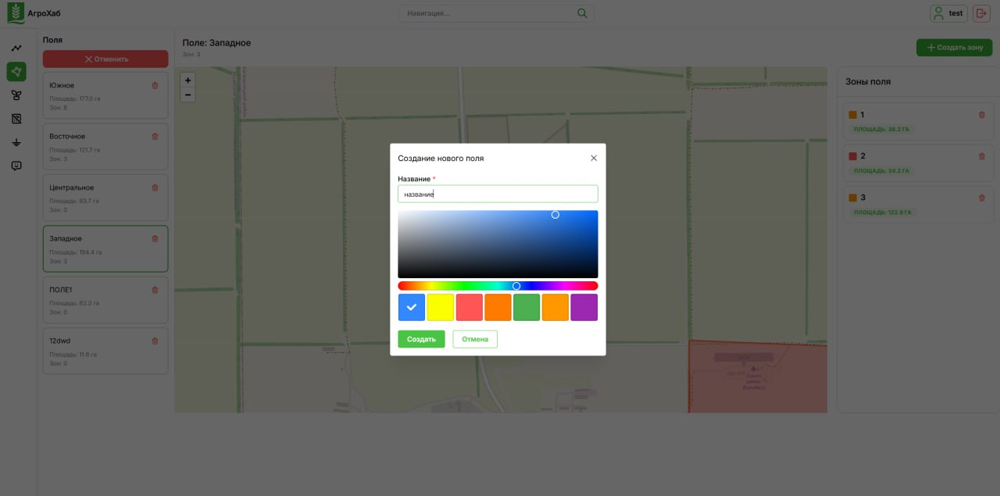 АгроХаб
Навигация...
test
Поля
Отменить
Южное
Площадь: 177.0 га
Зон: 8
Восточное
Площадь: 121.7 га
Зон: 3
Центральное
Площадь: 63.7 га
Зон: 0
Западное
Площадь: 194.4 га
Зон: 3
ПОЛЕ1
Площадь: 62.3 га
Зон: 0
12dwd
Площадь: 11.6 га
Зон: 0
Поле: Западное
Зон: 3
Создать зону
+
−
Создание нового поля
Название *
название
Создать
Отмена
Зоны поля
1
ПЛОЩАДЬ: 39.2 ГА
2
ПЛОЩАДЬ: 34.2 ГА
3
ПЛОЩАДЬ: 122.9 ГА